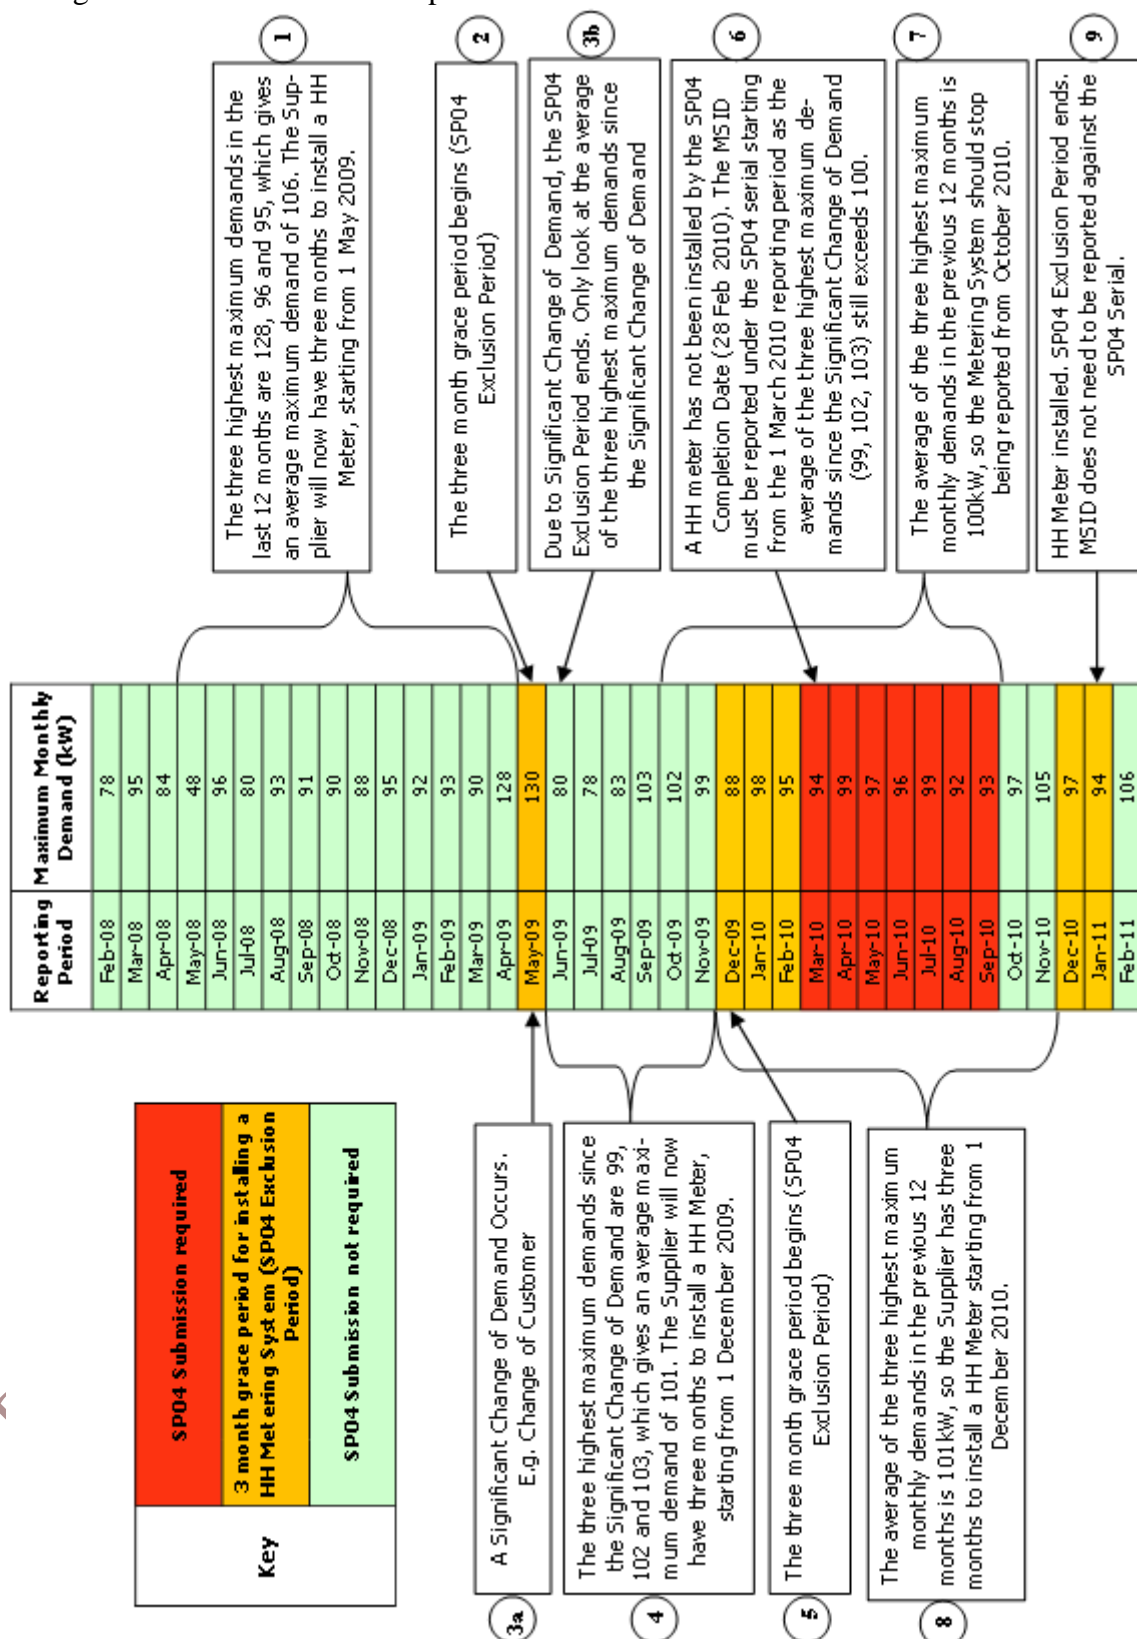 Key
SP04 Submission required
3 month grace period for installing a
HH Metering System (SP04 Exclusion
Period)
SP04 Submission not required
3a
A Significant Change of Demand Occurs.
E.g. Change of Customer
4
The three highest maximum demands since
the Significant Change of Demand are 99,
102 and 103, which gives an average maxi-
mum demand of 101. The Supplier will now
have three months to install a HH Meter,
starting from 1 December 2009.
5
The three month grace period begins (SP04
Exclusion Period)
8
The average of the three highest maximum
monthly demands in the previous 12
months is 101kW, so the Supplier has three
months to install a HH Meter starting from 1
December 2010.
Reporting Period Maximum Monthly Demand (kW)
Feb-08 78
Mar-08 95
Apr-08 84
May-08 48
Jun-08 96
Jul-08 80
Aug-08 93
Sep-08 91
Oct-08 90
Nov-08 88
Dec-08 95
Jan-09 92
Feb-09 93
Mar-09 90
Apr-09 128
May-09 130
Jun-09 80
Jul-09 78
Aug-09 83
Sep-09 103
Oct-09 102
Nov-09 99
Dec-09 88
Jan-10 98
Feb-10 95
Mar-10 94
Apr-10 99
May-10 97
Jun-10 96
Jul-10 99
Aug-10 92
Sep-10 93
Oct-10 97
Nov-10 105
Dec-10 97
Jan-11 94
Feb-11 106
1
The three highest maximum demands in the
last 12 months are 128, 96 and 95, which gives
an average maximum demand of 106. The Sup-
plier will now have three months to install a HH
Meter, starting from 1 May 2009.
2
The three month grace period begins (SP04
Exclusion Period)
3b
Due to Significant Change of Demand, the SP04
Exclusion Period ends. Only look at the average
of the three highest maximum demands since
the Significant Change of Demand
6
A HH meter has not been installed by the SP04
Completion Date (28 Feb 2010). The MSID
must be reported under the SP04 serial starting
from the 1 March 2010 reporting period as the
average of the three highest maximum de-
mands since the Significant Change of Demand
(99, 102, 103) still exceeds 100.
7
The average of the three highest maximum
monthly demands in the previous 12 months is
100kW, so the Metering System should stop
being reported from October 2010.
9
HH Meter installed. SP04 Exclusion Period ends.
MSID does not need to be reported against the
SP04 Serial.